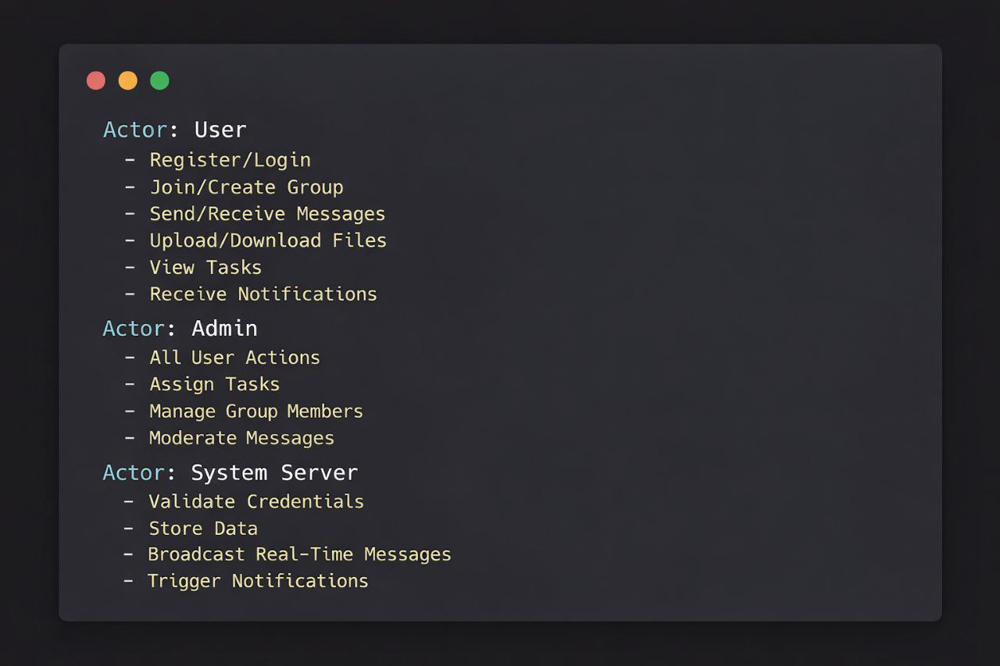 Actor: User
- Register/Login
- Join/Create Group
- Send/Receive Messages
- Upload/Download Files
- View Tasks
- Receive Notifications
Actor: Admin
- All User Actions
- Assign Tasks
- Manage Group Members
- Moderate Messages
Actor: System Server
- Validate Credentials
- Store Data
- Broadcast Real-Time Messages
- Trigger Notifications